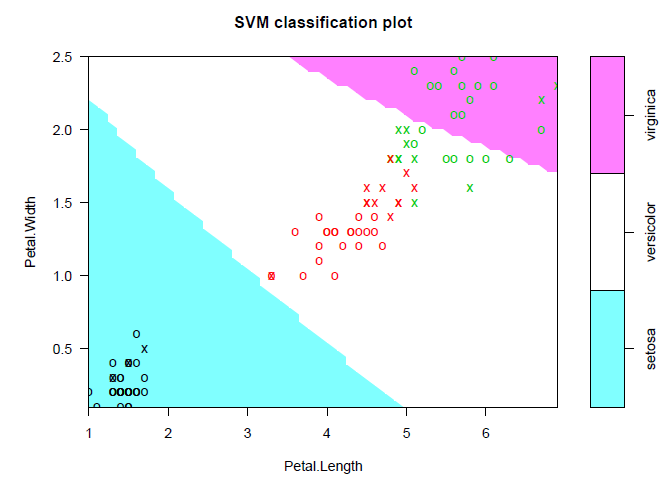 SVM classification plot
2.5
2.0
1.5
1.0
0.5
Petal.Width
1 2 3 4 5 6
Petal.Length
virginica
versicolor
setosa